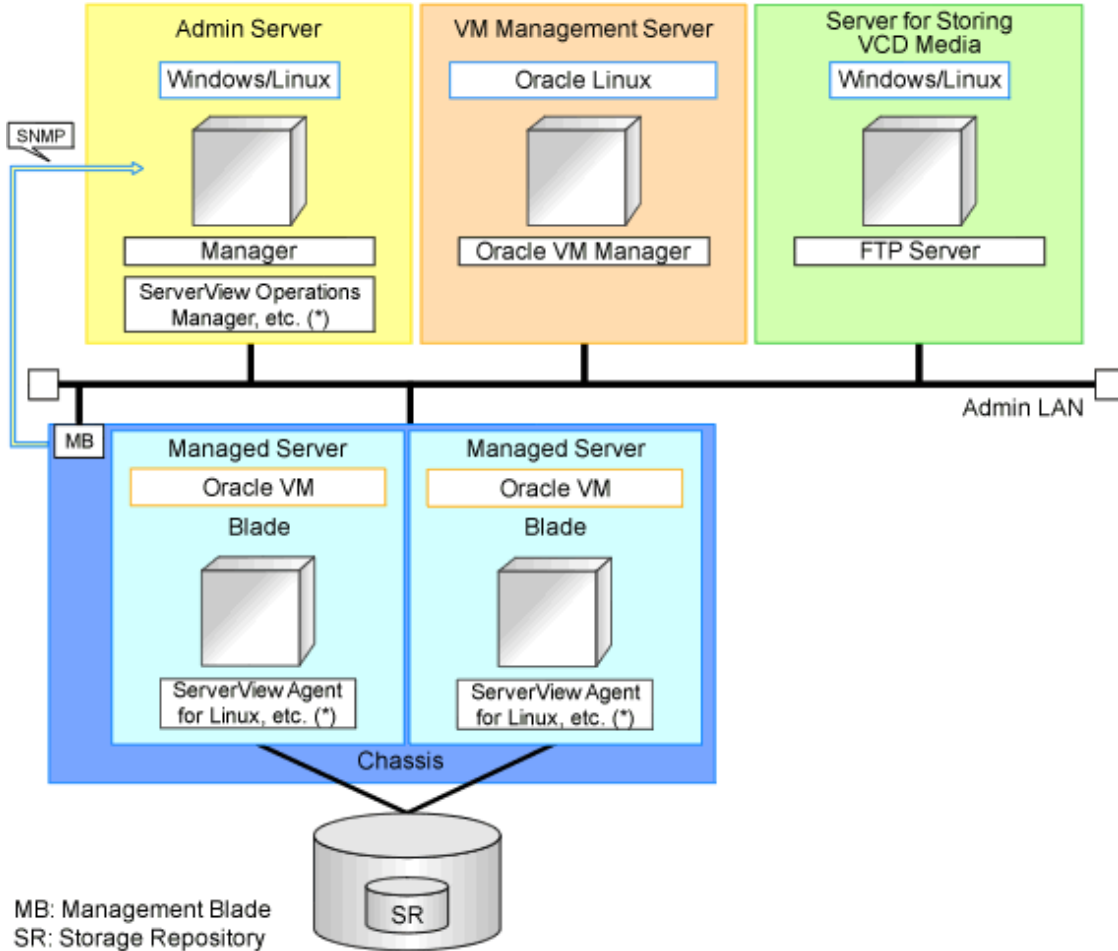 Admin Server
Windows/Linux
SNMP
Manager
ServerView Operations
Manager, etc. (*)
VM Management Server
Oracle Linux
Oracle VM Manager
Server for Storing
VCD Media
Windows/Linux
FTP Server
Admin LAN
MB
Managed Server
Oracle VM
Blade
ServerView Agent
for Linux, etc. (*)
Managed Server
Oracle VM
Blade
ServerView Agent
for Linux, etc. (*)
Chassis
SR
MB: Management Blade
SR: Storage Repository